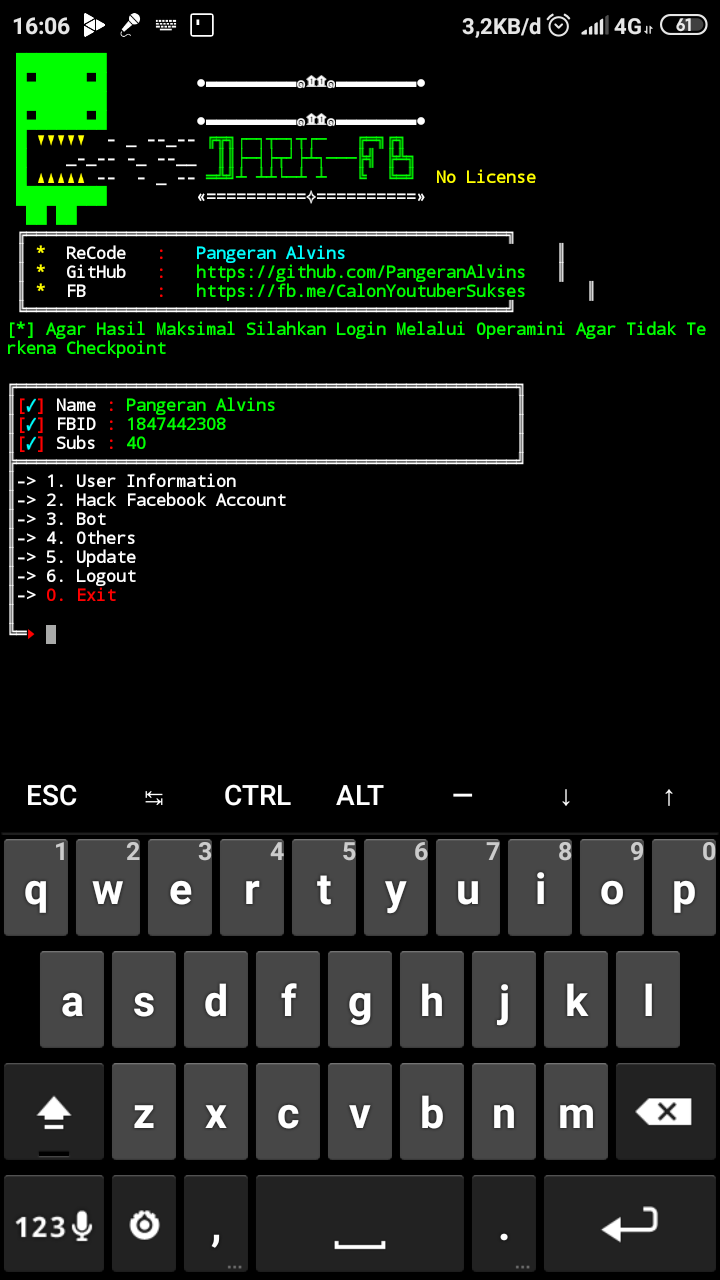 16:06 3,2KB/d 4G 61
DARK-FB No License
* ReCode : Pangeran Alvins
* GitHub : https://github.com/PangeranAlvins
* FB : https://fb.me/CalonYoutuberSukses
[*] Agar Hasil Maksimal Silahkan Login Melalui Operamini Agar Tidak Te
rkena Checkpoint
[✓] Name : Pangeran Alvins
[✓] FBID : 1847442308
[✓] Subs : 40
-> 1. User Information
-> 2. Hack Facebook Account
-> 3. Bot
-> 4. Others
-> 5. Update
-> 6. Logout
-> 0. Exit
ESC ↹ CTRL ALT — ↓ ↑
1 2 3 4 5 6 7 8 9 0
q w e r t y u i o p
a s d f g h j k l
z x c v b n m
123 , .